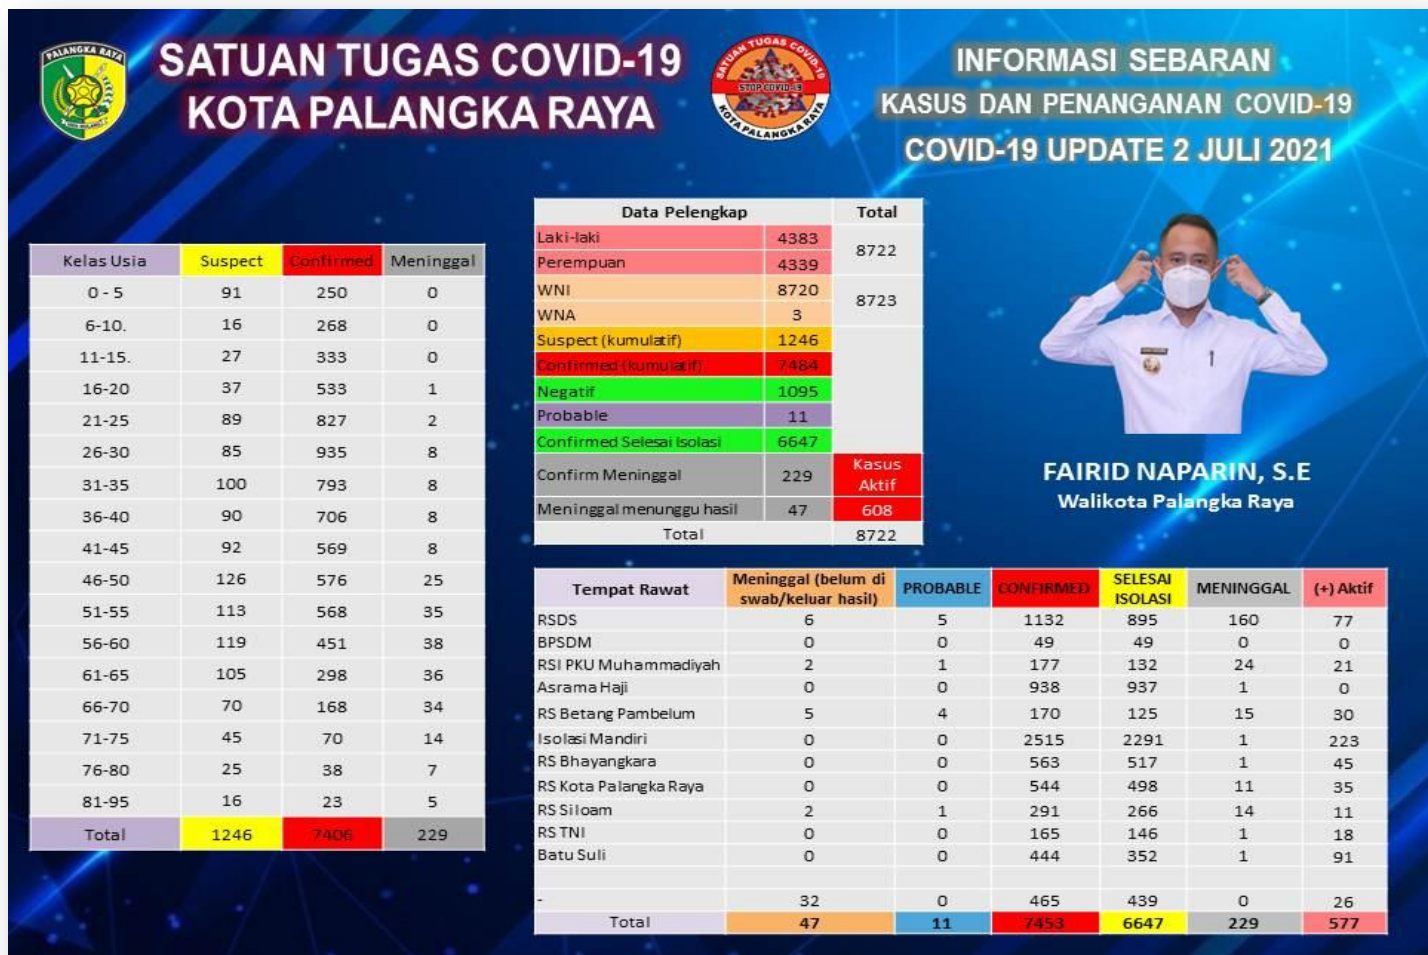 PALANGKA RAYA
SATUAN TUGAS COVID-19
KOTA PALANGKA RAYA
SATUAN TUGAS COVID-19
STOP COVID-19
KOTA PALANGKA RAYA
INFORMASI SEBARAN
KASUS DAN PENANGANAN COVID-19
COVID-19 UPDATE 2 JULI 2021
Kelas Usia Suspect Confirmed Meninggal
0 - 5 91 250 0
6-10. 16 268 0
11-15. 27 333 0
16-20 37 533 1
21-25 89 827 2
26-30 85 935 8
31-35 100 793 8
36-40 90 706 8
41-45 92 569 8
46-50 126 576 25
51-55 113 568 35
56-60 119 451 38
61-65 105 298 36
66-70 70 168 34
71-75 45 70 14
76-80 25 38 7
81-95 16 23 5
Total 1246 7406 229
Data Pelengkap Total
Laki-laki 4383 8722
Perempuan 4339
WNI 8720 8723
WNA 3
Suspect (kumulatif) 1246
Confirmed (kumulatif) 7484
Negatif 1095
Probable 11
Confirmed Selesai Isolasi 6647
Confirm Meninggal 229 Kasus Aktif
Meninggal menunggu hasil 47 608
Total 8722
FAIRID NAPARIN, S.E
Walikota Palangka Raya
Tempat Rawat Meninggal (belum di swab/keluar hasil) PROBABLE CONFIRMED SELESAI ISOLASI MENINGGAL (+) Aktif
RSDS 6 5 1132 895 160 77
BPSDM 0 0 49 49 0 0
RSI PKU Muhammadiyah 2 1 177 132 24 21
Asrama Haji 0 0 938 937 1 0
RS Betang Pambelum 5 4 170 125 15 30
Isolasi Mandiri 0 0 2515 2291 1 223
RS Bhayangkara 0 0 563 517 1 45
RS Kota Palangka Raya 0 0 544 498 11 35
RS Siloam 2 1 291 266 14 11
RS TNI 0 0 165 146 1 18
Batu Suli 0 0 444 352 1 91
- 32 0 465 439 0 26
Total 47 11 7453 6647 229 577